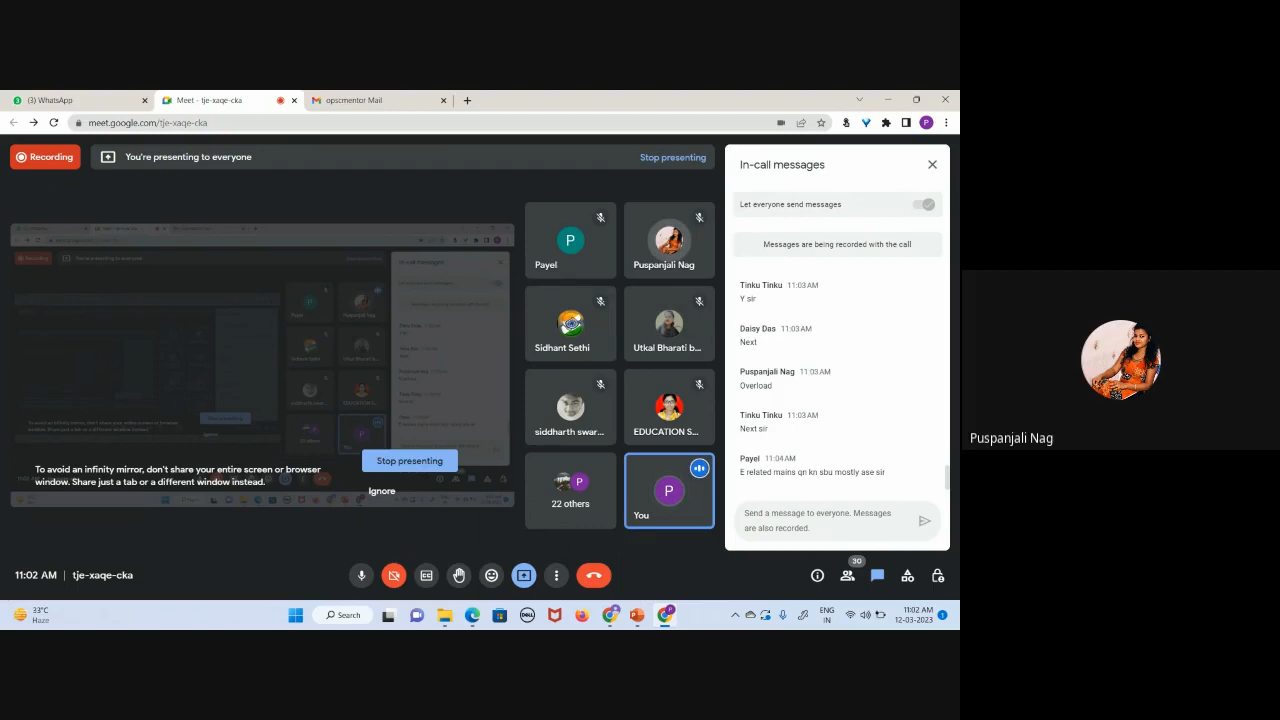 (3) WhatsApp
Meet - tje-xaqe-cka
opscmentor Mail
meet.google.com/tje-xaqe-cka
P
Recording
You're presenting to everyone
Stop presenting
In-call messages
Let everyone send messages
Messages are being recorded with the call
Tinku Tinku 11:03 AM
Y sir
Daisy Das 11:03 AM
Next
Puspanjali Nag 11:03 AM
Overload
Tinku Tinku 11:03 AM
Next sir
Payel 11:04 AM
E related mains qn kn sbu mostly ase sir
Send a message to everyone. Messages
are also recorded.
P
Payel
Puspanjali Nag
Sidhant Sethi
Utkal Bharati b...
siddharth swar...
EDUCATION S...
P
22 others
P
You
To avoid an infinity mirror, don't share your entire screen or browser
window. Share just a tab or a different window instead.
Stop presenting
Ignore
11:02 AM | tje-xaqe-cka
30
33°C
Haze
Search
DELL
ENG
IN
11:02 AM
12-03-2023
1
Puspanjali Nag